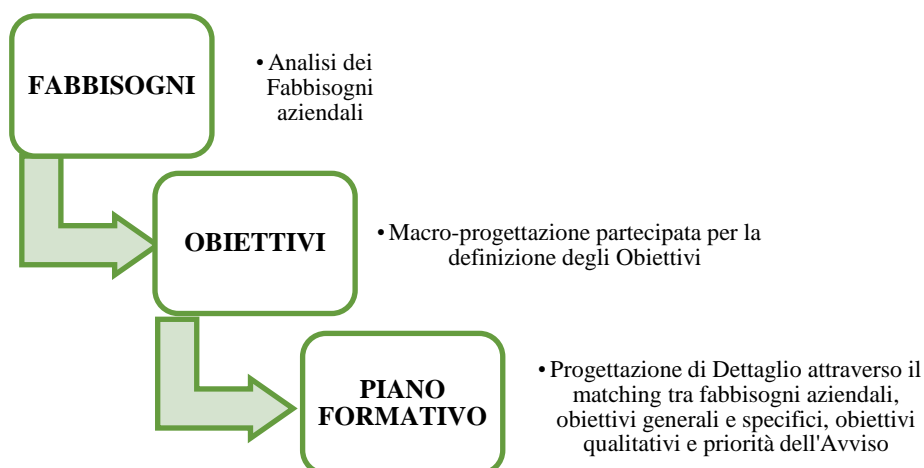 FABBISOGNI
• Analisi dei
Fabbisogni
aziendali
OBIETTIVI
• Macro-progettazione partecipata per la
definizione degli Obiettivi
PIANO
FORMATIVO
• Progettazione di Dettaglio attraverso il
matching tra fabbisogni aziendali,
obiettivi generali e specifici, obiettivi
qualitativi e priorità dell'Avviso